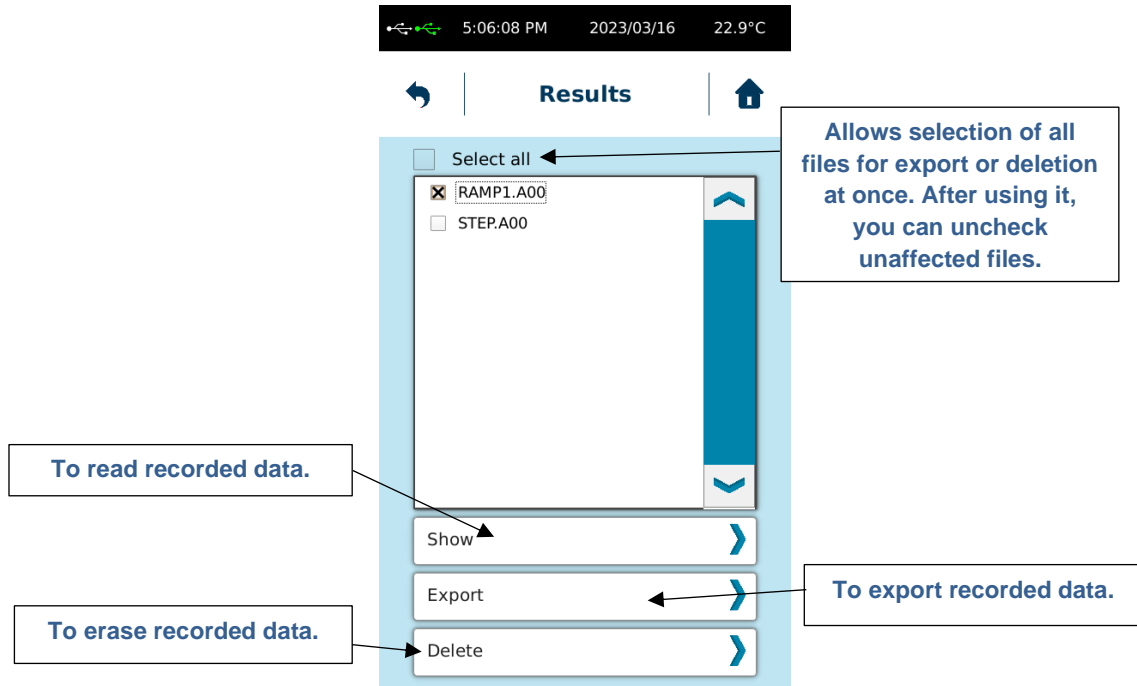 5:06:08 PM 2023/03/16 22.9°C
Results
Allows selection of all
files for export or deletion
at once. After using it,
you can uncheck
unaffected files.
Select all
RAMP1.A00
STEP.A00
To read recorded data.
Show
Export
To export recorded data.
To erase recorded data.
Delete